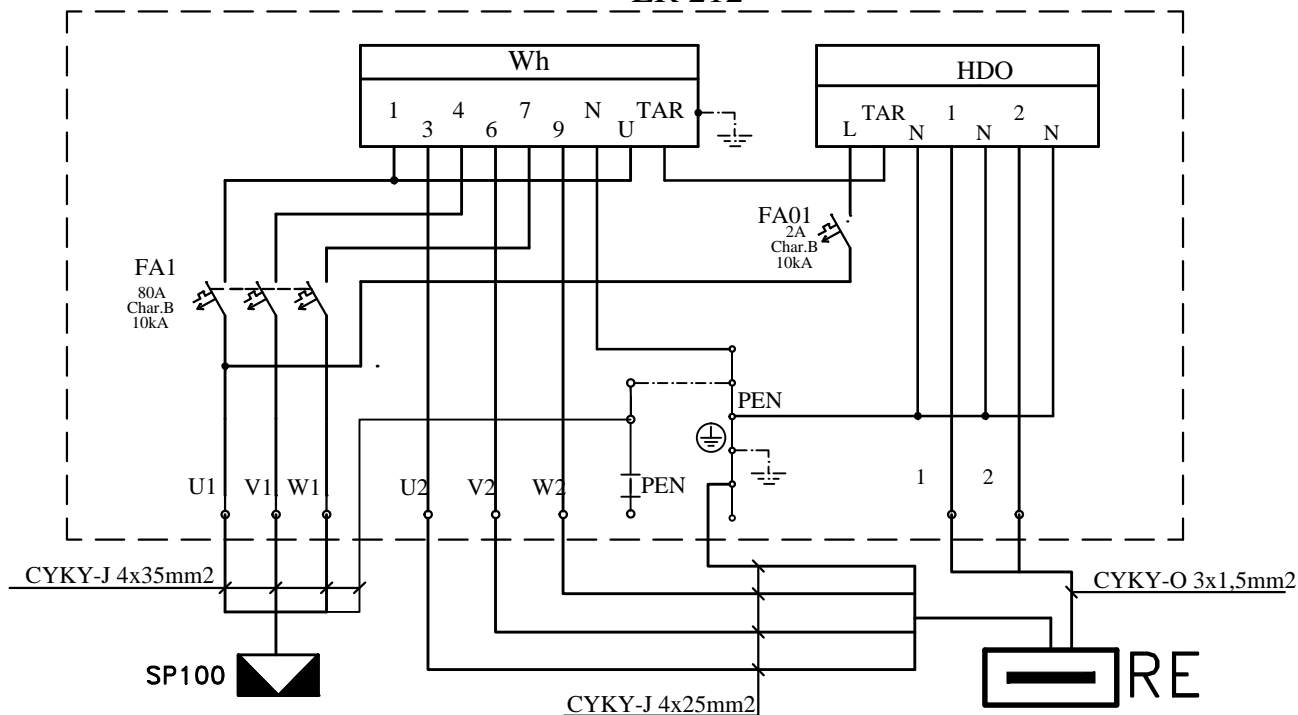 Wh
HDO
1 4 7 N TAR
3 6 9 U
TAR 1 2
L N N N
FA01
2A
Char.B
10kA
FA1
80A
Char.B
10kA
PEN
U1 V1 W1 U2 V2 W2 PEN 1 2
CYKY-J 4x35mm2
CYKY-O 3x1,5mm2
SP100
RE
CYKY-J 4x25mm2